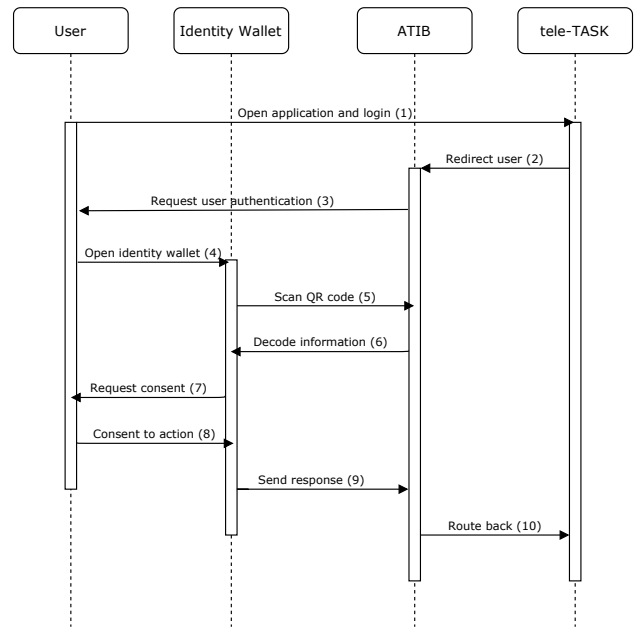 User
Identity Wallet
ATIB
tele-TASK
Open application and login (1)
Redirect user (2)
Request user authentication (3)
Open identity wallet (4)
Scan QR code (5)
Decode information (6)
Request consent (7)
Consent to action (8)
Send response (9)
Route back (10)